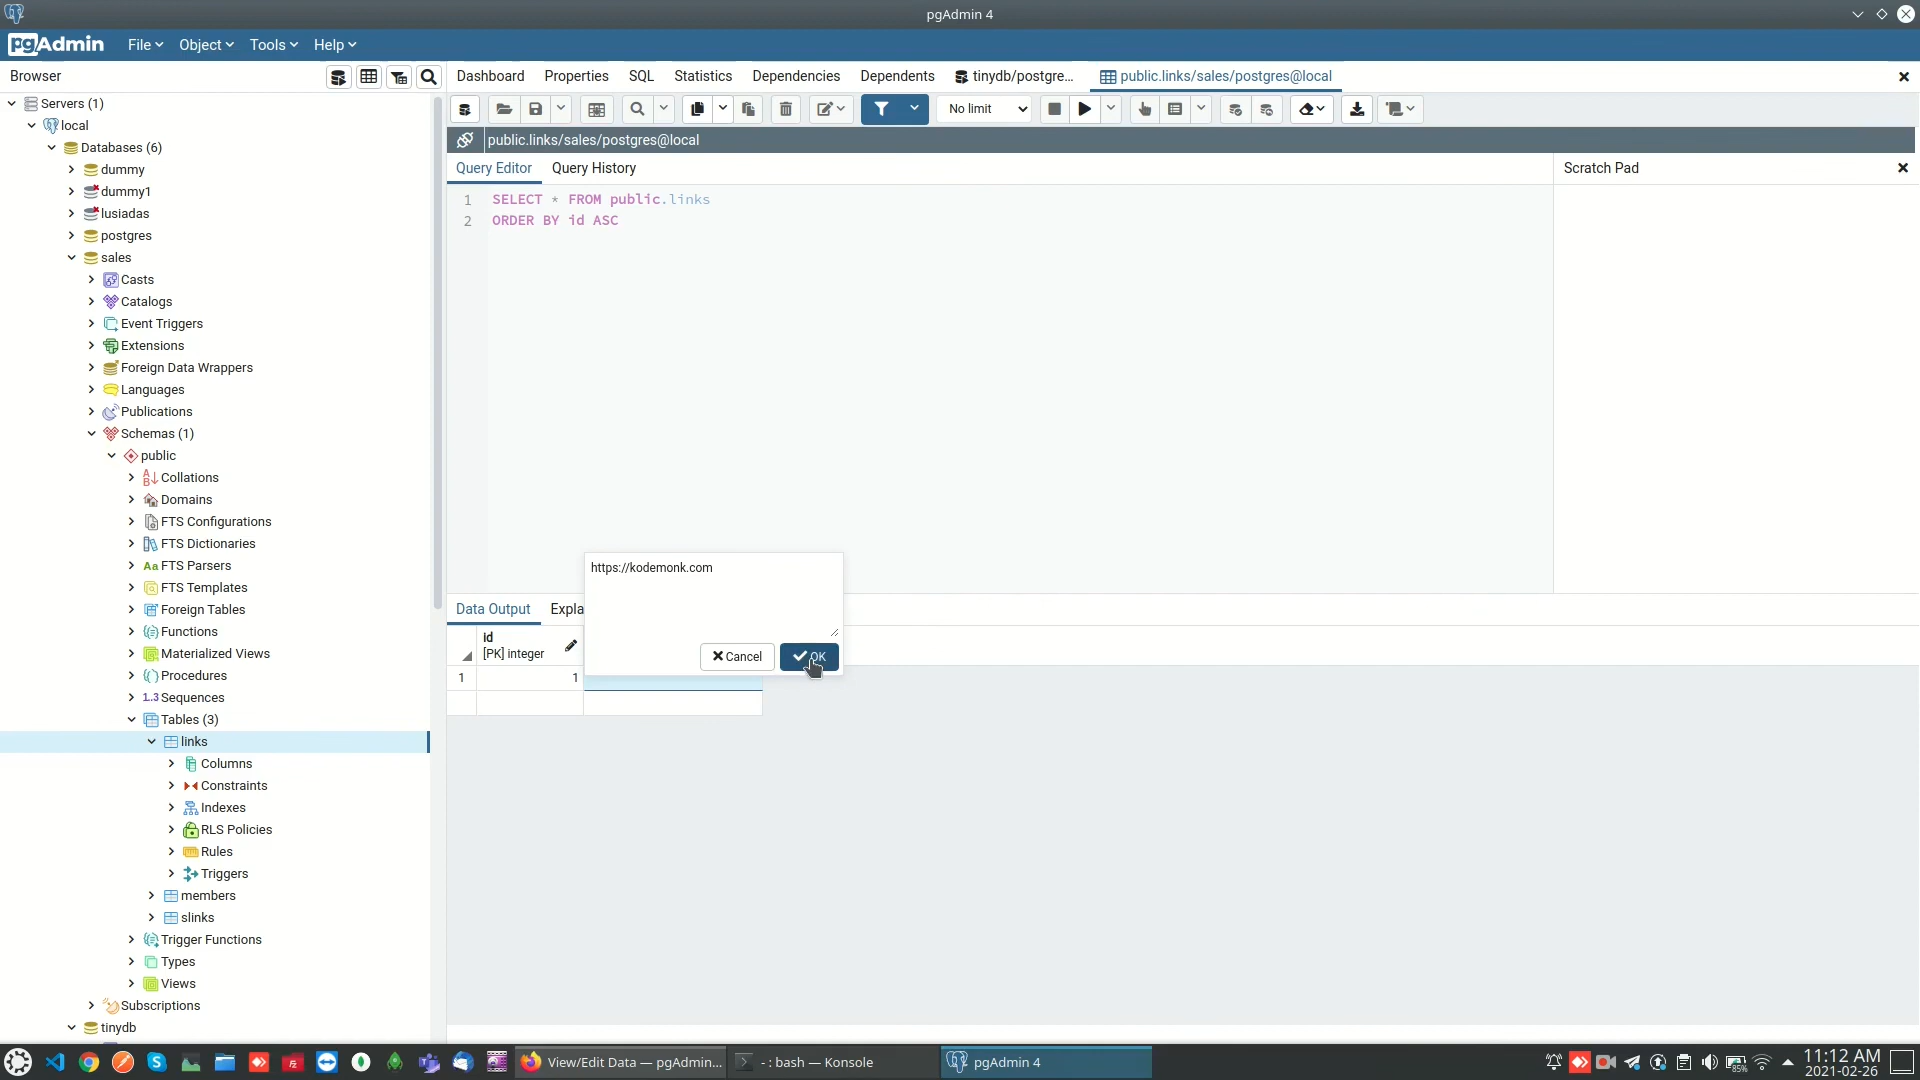 pgAdmin 4
pgAdmin
File
Object
Tools
Help
Browser
Dashboard
Properties
SQL
Statistics
Dependencies
Dependents
tinydb/postgre...
public.links/sales/postgres@local
No limit
public.links/sales/postgres@local
Query Editor
Query History
Scratch Pad
1 SELECT * FROM public.links
2 ORDER BY id ASC
Servers (1)
local
Databases (6)
dummy
dummy1
lusiadas
postgres
sales
Casts
Catalogs
Event Triggers
Extensions
Foreign Data Wrappers
Languages
Publications
Schemas (1)
public
Collations
Domains
FTS Configurations
FTS Dictionaries
Aa FTS Parsers
FTS Templates
Foreign Tables
Functions
Materialized Views
Procedures
1..3 Sequences
Tables (3)
links
Columns
Constraints
Indexes
RLS Policies
Rules
Triggers
members
slinks
Trigger Functions
Types
Views
Subscriptions
tinydb
https://kodemonk.com
Cancel
OK
Data Output
Expla
id
[PK] integer
1
1
View/Edit Data — pgAdmin...
- : bash — Konsole
pgAdmin 4
85%
11:12 AM
2021-02-26